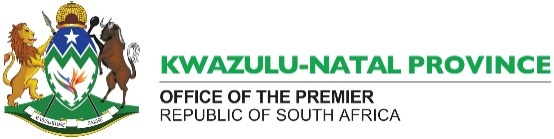 KWAZULU-NATAL PROVINCE
OFFICE OF THE PREMIER
REPUBLIC OF SOUTH AFRICA